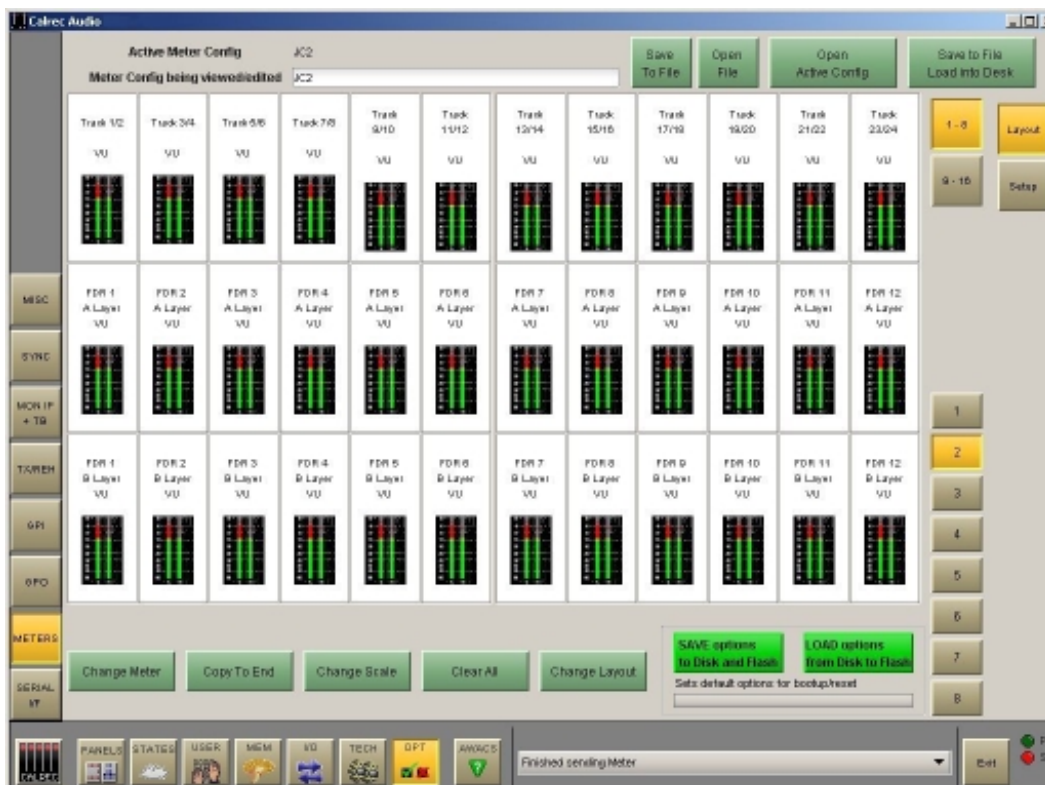 Calrec Audio
Active Meter Config JC2
Meter Config being viewed/edited JC2
Save To File
Open File
Open Active Config
Save to File Load into Desk
Track 1/2 VU
Track 3/4 VU
Track 5/6 VU
Track 7/8 VU
Track 9/10 VU
Track 11/12 VU
Track 13/14 VU
Track 15/16 VU
Track 17/18 VU
Track 19/20 VU
Track 21/22 VU
Track 23/24 VU
1 - 8
Layout
9 - 16
Setup
FDR 1 A Layer VU
FDR 2 A Layer VU
FDR 3 A Layer VU
FDR 4 A Layer VU
FDR 5 A Layer VU
FDR 6 A Layer VU
FDR 7 A Layer VU
FDR 8 A Layer VU
FDR 9 A Layer VU
FDR 10 A Layer VU
FDR 11 A Layer VU
FDR 12 A Layer VU
FDR 1 B Layer VU
FDR 2 B Layer VU
FDR 3 B Layer VU
FDR 4 B Layer VU
FDR 5 B Layer VU
FDR 6 B Layer VU
FDR 7 B Layer VU
FDR 8 B Layer VU
FDR 9 B Layer VU
FDR 10 B Layer VU
FDR 11 B Layer VU
FDR 12 B Layer VU
MISC
SYNC
MON IP + TB
TX/REH
GPI
GPO
METERS
SERIAL I/F
1
2
3
4
5
6
7
8
Change Meter
Copy To End
Change Scale
Clear All
Change Layout
SAVE options to Disk and Flash
LOAD options from Disk to Flash
Sets default options for bootup/reset
CALREC
PANELS
STATES
USER
MEM
I/O
TECH
OPT
AWACS
Finished sending Meter
Exit